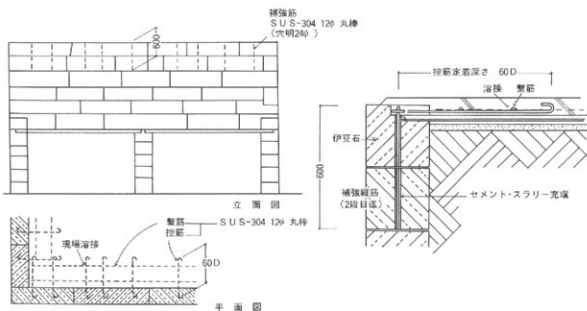 補強筋
SUS-304 12φ 丸棒
(穴明24φ)
600
立面図
繋筋
控筋
SUS-304 12φ 丸棒
現場溶接
60D
平面図
控筋定着深さ 60D
溶接 繋筋
伊豆石
600
補強縦筋
(2段目迄)
セメント・スラリー充塡